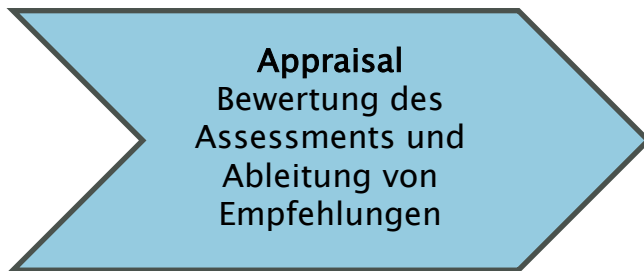 Appraisal
Bewertung des
Assessments und
Ableitung von
Empfehlungen